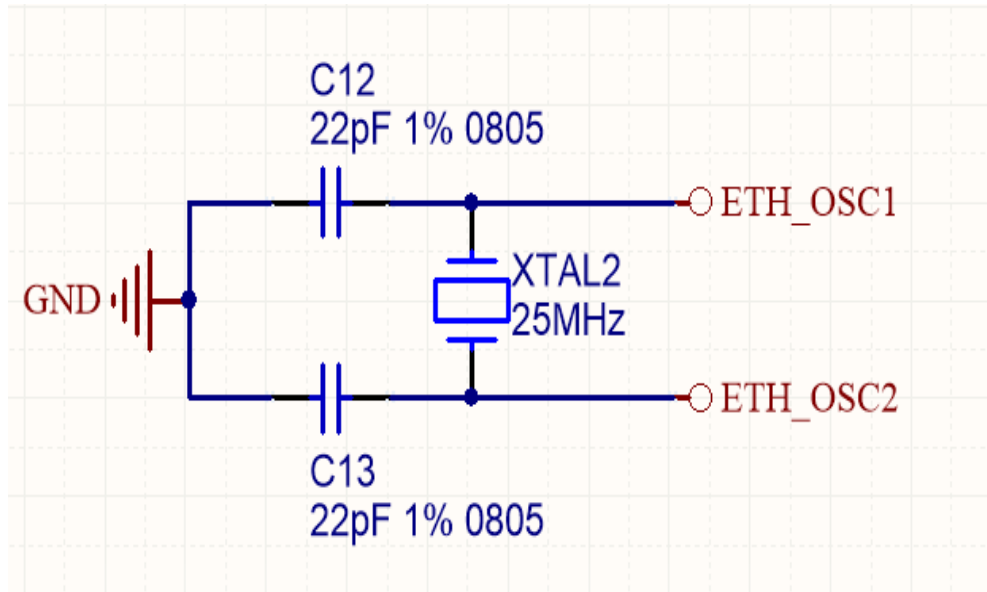 C12
22pF 1% 0805
ETH_OSC1
XTAL2
GND
25MHz
ETH_OSC2
C13
22pF 1% 0805